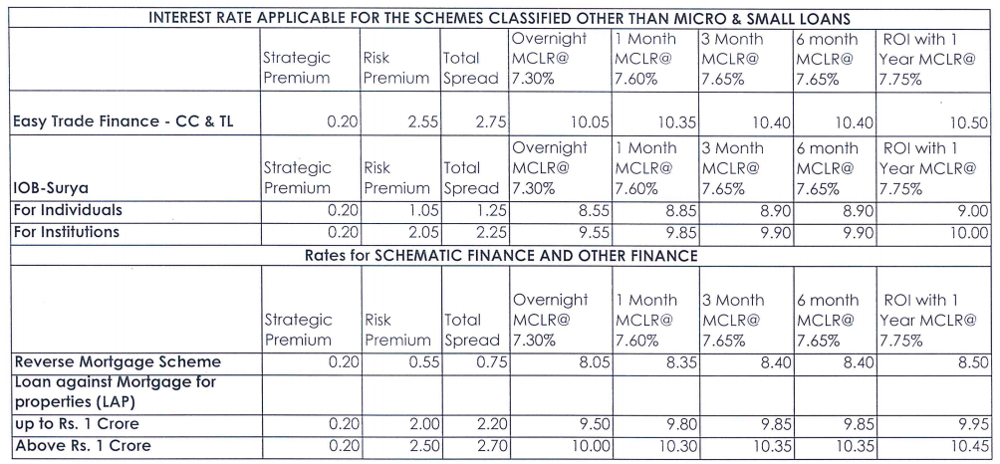 INTEREST RATE APPLICABLE FOR THE SCHEMES CLASSIFIED OTHER THAN MICRO & SMALL LOANS
Strategic Premium Risk Premium Total Spread Overnight MCLR@ 7.30% 1 Month MCLR@ 7.60% 3 Month MCLR@ 7.65% 6 month MCLR@ 7.65% ROI with 1 Year MCLR@ 7.75%
Easy Trade Finance - CC & TL 0.20 2.55 2.75 10.05 10.35 10.40 10.40 10.50
IOB-Surya Strategic Premium Risk Premium Total Spread Overnight MCLR@ 7.30% 1 Month MCLR@ 7.60% 3 Month MCLR@ 7.65% 6 month MCLR@ 7.65% ROI with 1 Year MCLR@ 7.75%
For Individuals 0.20 1.05 1.25 8.55 8.85 8.90 8.90 9.00
For Institutions 0.20 2.05 2.25 9.55 9.85 9.90 9.90 10.00
Rates for SCHEMATIC FINANCE AND OTHER FINANCE
Strategic Premium Risk Premium Total Spread Overnight MCLR@ 7.30% 1 Month MCLR@ 7.60% 3 Month MCLR@ 7.65% 6 month MCLR@ 7.65% ROI with 1 Year MCLR@ 7.75%
Reverse Mortgage Scheme 0.20 0.55 0.75 8.05 8.35 8.40 8.40 8.50
Loan against Mortgage for
properties (LAP)
up to Rs. 1 Crore 0.20 2.00 2.20 9.50 9.80 9.85 9.85 9.95
Above Rs. 1 Crore 0.20 2.50 2.70 10.00 10.30 10.35 10.35 10.45